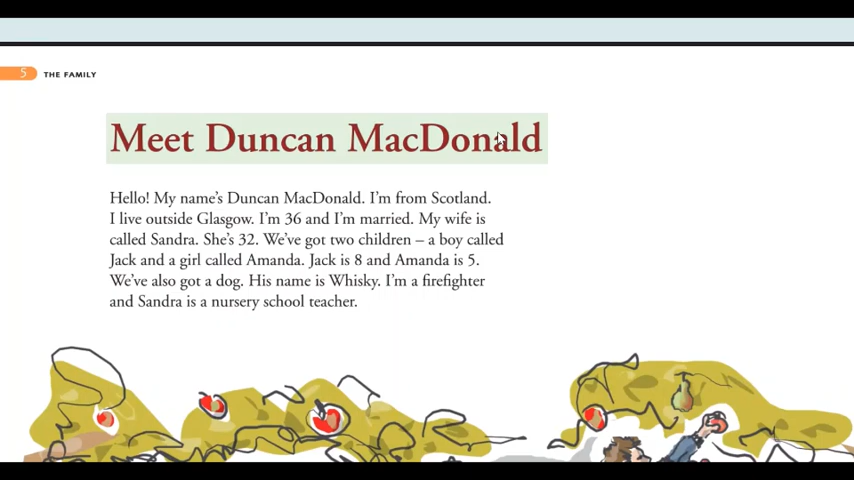 5 THE FAMILY
Meet Duncan MacDonald
Hello! My name's Duncan MacDonald. I'm from Scotland.
I live outside Glasgow. I'm 36 and I'm married. My wife is
called Sandra. She's 32. We've got two children – a boy called
Jack and a girl called Amanda. Jack is 8 and Amanda is 5.
We've also got a dog. His name is Whisky. I'm a firefighter
and Sandra is a nursery school teacher.